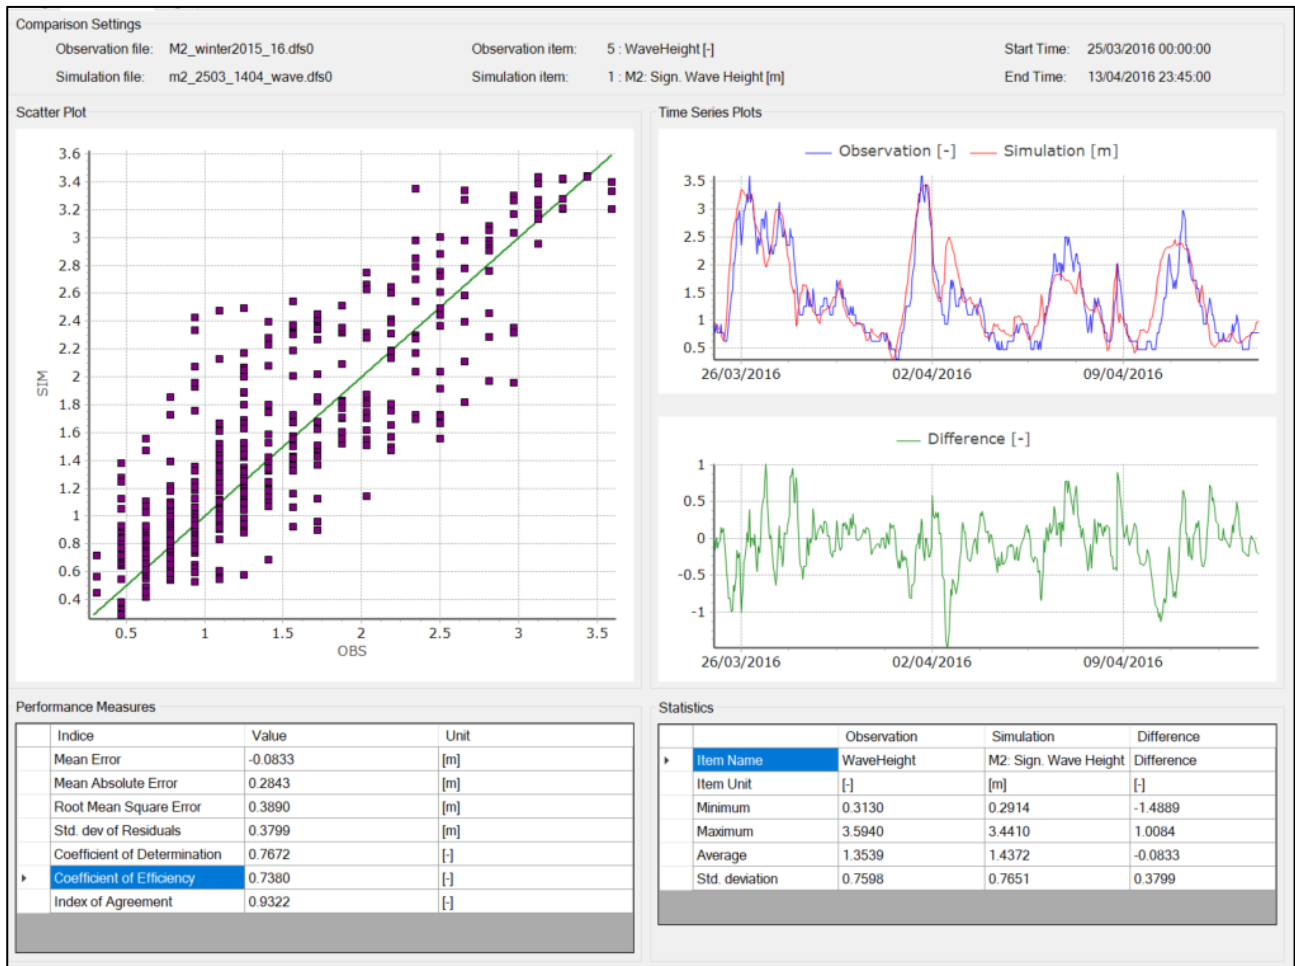 Comparison Settings
Observation file: M2_winter2015_16.dfs0 Observation item: 5 : WaveHeight [-] Start Time: 25/03/2016 00:00:00
Simulation file: m2_2503_1404_wave.dfs0 Simulation item: 1 : M2: Sign. Wave Height [m] End Time: 13/04/2016 23:45:00
Scatter Plot
3.6
3.4
3.2
3
2.8
2.6
2.4
2.2
2
1.8
1.6
1.4
1.2
1
0.8
0.6
0.4
SIM
0.5 1 1.5 2 2.5 3 3.5
OBS
Time Series Plots
Observation [-] Simulation [m]
3.5
3
2.5
2
1.5
1
0.5
26/03/2016 02/04/2016 09/04/2016
Difference [-]
1
0.5
0
-0.5
-1
26/03/2016 02/04/2016 09/04/2016
Performance Measures
Indice Value Unit
Mean Error -0.0833 [m]
Mean Absolute Error 0.2843 [m]
Root Mean Square Error 0.3890 [m]
Std. dev of Residuals 0.3799 [m]
Coefficient of Determination 0.7672 [-]
Coefficient of Efficiency 0.7380 [-]
Index of Agreement 0.9322 [-]
Statistics
Observation Simulation Difference
Item Name WaveHeight M2: Sign. Wave Height Difference
Item Unit [-] [m] [-]
Minimum 0.3130 0.2914 -1.4889
Maximum 3.5940 3.4410 1.0084
Average 1.3539 1.4372 -0.0833
Std. deviation 0.7598 0.7651 0.3799